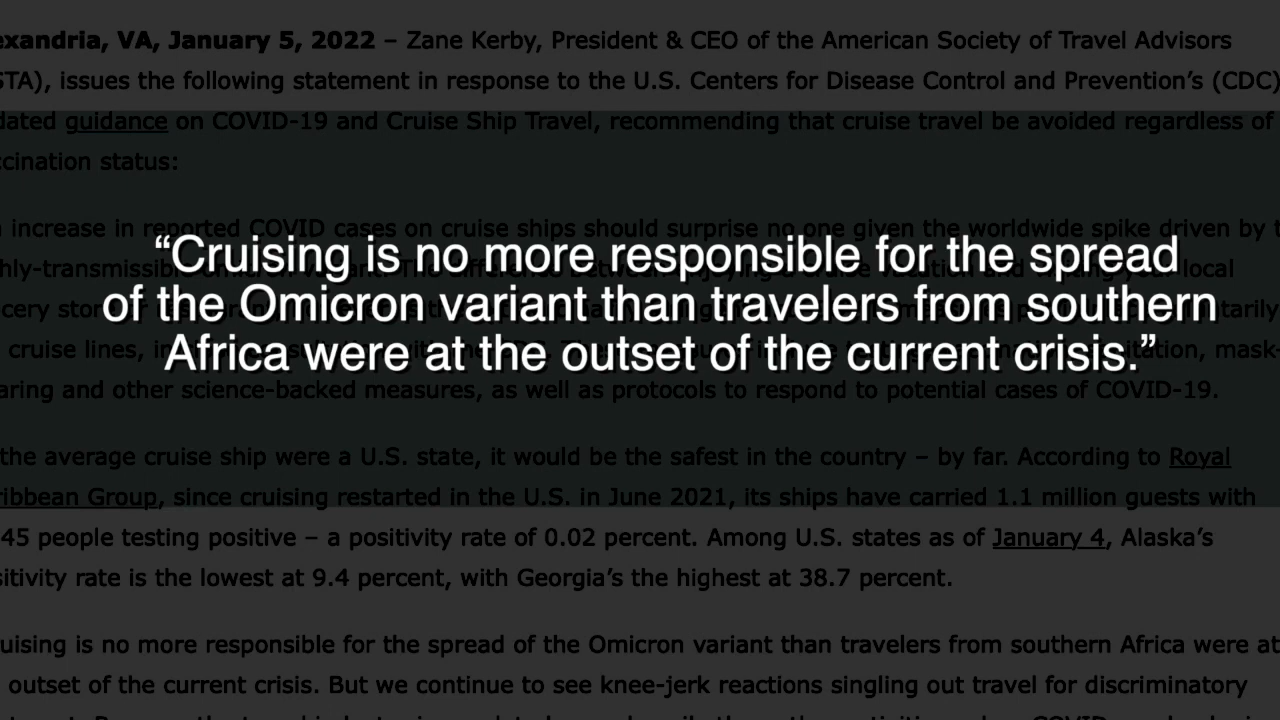 exandria, VA, January 5, 2022 – Zane Kerby, President & CEO of the American Society of Travel Advisors
STA), issues the following statement in response to the U.S. Centers for Disease Control and Prevention’s (CDC)
dated guidance on COVID-19 and Cruise Ship Travel, recommending that cruise travel be avoided regardless of
ccination status:
increase in reported COVID cases on cruise ships should surprise no one given the worldwide spike driven by t
“Cruising is no more responsible for the spread
of the Omicron variant than travelers from southern
Africa were at the outset of the current crisis.”
hly-transmissib local
cery stor
cruise lines, in mask-
aring and other science-backed measures, as well as protocols to respond to potential cases of COVID-19.
the average cruise ship were a U.S. state, it would be the safest in the country – by far. According to Royal
ribbean Group, since cruising restarted in the U.S. in June 2021, its ships have carried 1.1 million guests with
45 people testing positive – a positivity rate of 0.02 percent. Among U.S. states as of January 4, Alaska’s
sitivity rate is the lowest at 9.4 percent, with Georgia’s the highest at 38.7 percent.
uising is no more responsible for the spread of the Omicron variant than travelers from southern Africa were at
outset of the current crisis. But we continue to see knee-jerk reactions singling out travel for discriminatory